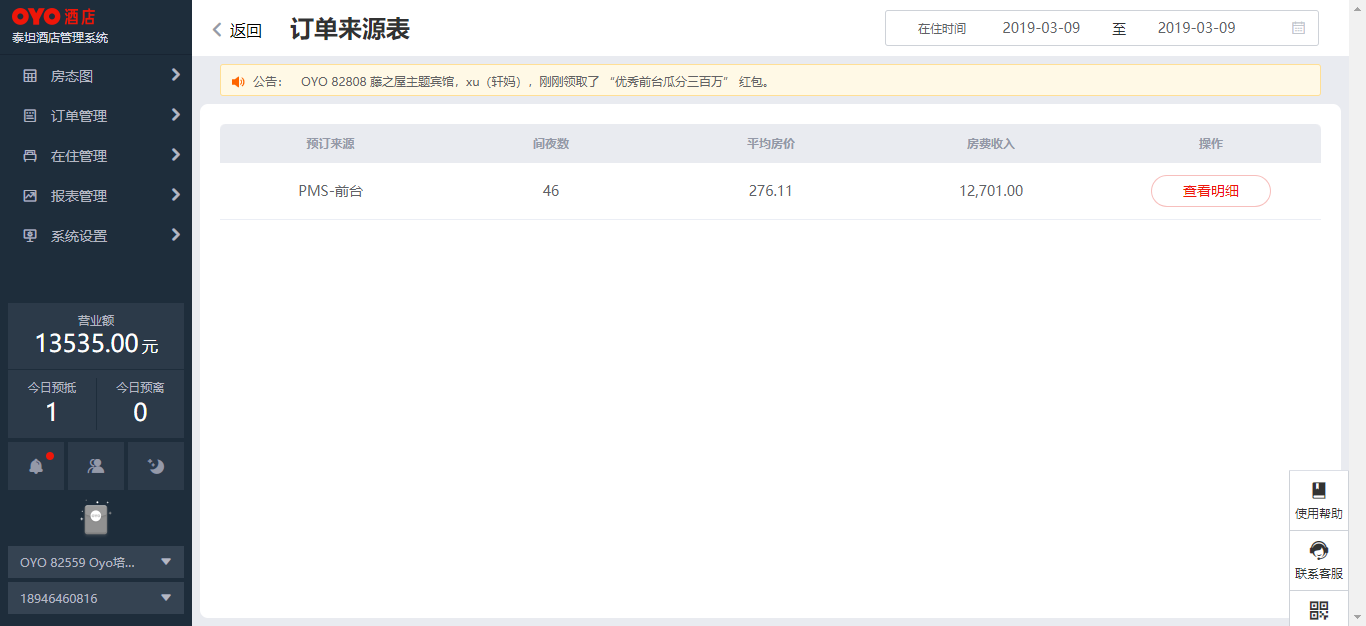 OYO 酒店
泰坦酒店管理系统
房态图
订单管理
在住管理
报表管理
系统设置
营业额
13535.00 元
今日预抵 今日预离
1 0
OYO 82559 Oyo培...
18946460816
返回 订单来源表
在住时间 2019-03-09 至 2019-03-09
公告： OYO 82808 藤之屋主题宾馆，xu（轩妈），刚刚领取了 “优秀前台瓜分三百万” 红包。
预订来源 间夜数 平均房价 房费收入 操作
PMS-前台 46 276.11 12,701.00 查看明细
使用帮助
联系客服